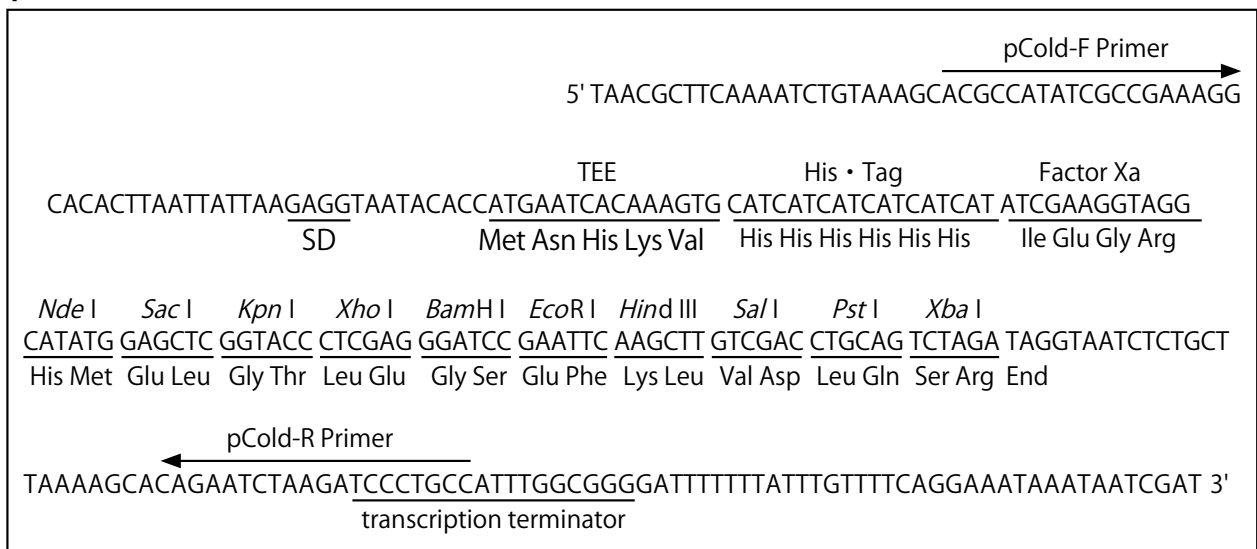 pCold-F Primer
5' TAACGCTTCAAAATCTGTAAAGCACGCCATATCGCCGAAAGG
TEE His・Tag Factor Xa
CACACTTAATTATTAAGAGGTAATACACCATGAATCACAAAGTG CATCATCATCATCATCAT ATCGAAGGTAGG
SD Met Asn His Lys Val His His His His His His Ile Glu Gly Arg
Nde I Sac I Kpn I Xho I BamH I EcoR I Hind III Sal I Pst I Xba I
CATATG GAGCTC GGTACC CTCGAG GGATCC GAATTC AAGCTT GTCGAC CTGCAG TCTAGA TAGGTAATCTCTGCT
His Met Glu Leu Gly Thr Leu Glu Gly Ser Glu Phe Lys Leu Val Asp Leu Gln Ser Arg End
pCold-R Primer
TAAAAGCACAGAATCTAAGATCCCTGCCATTTGGCGGGGATTTTTTTATTTGTTTTCAGGAAATAAATAATCGAT 3'
transcription terminator